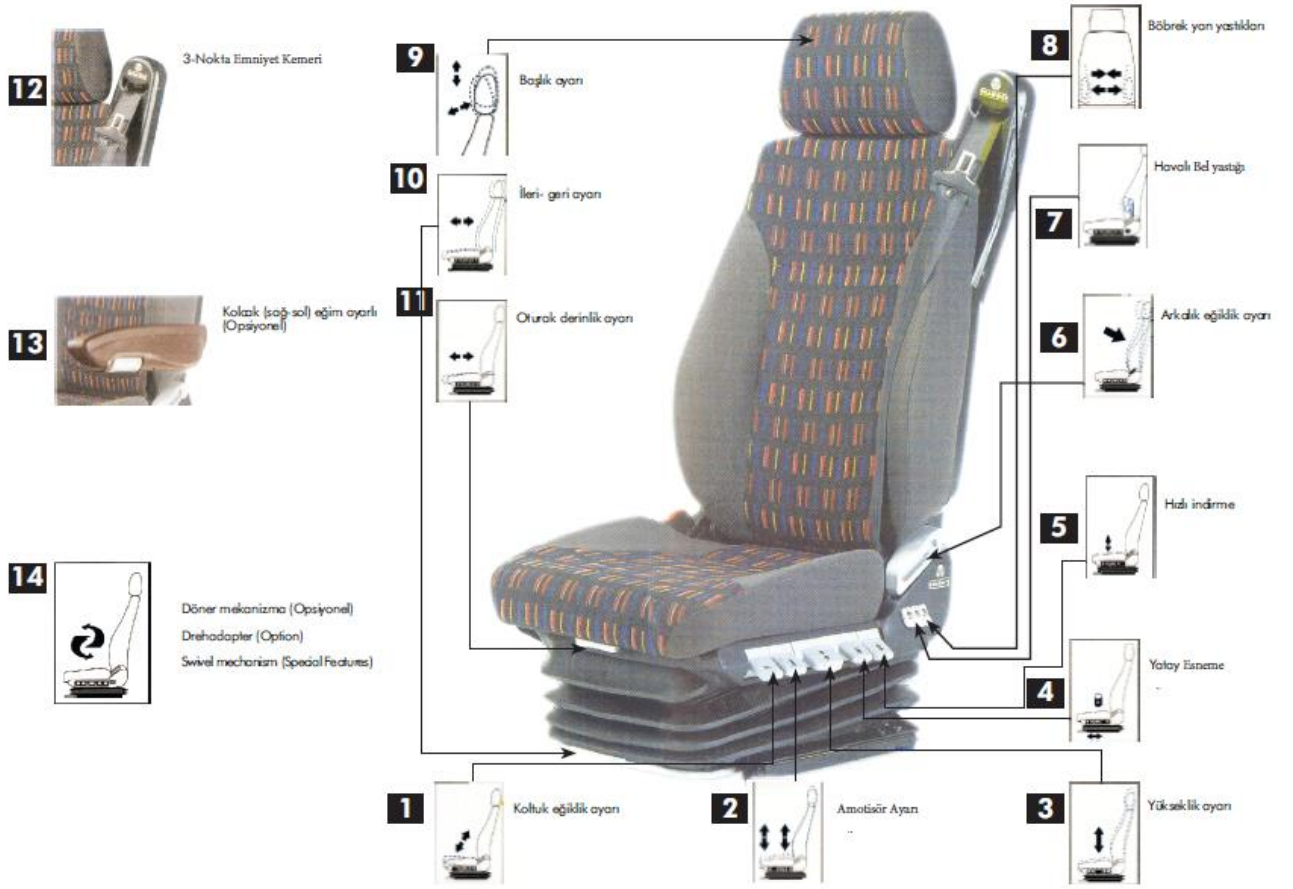 12
3-Nokta Emniyet Kemeri
9
Başlık ayarı
8
Böbrek yan yastıkları
10
İleri- geri ayarı
7
Havalı Bel yastığı
11
Oturak derinlik ayarı
13
Kolçak (sağ-sol) eğim ayarlı
(Opsiyonel)
6
Arkalık eğiklik ayarı
5
Hızlı indirme
14
Döner mekanizma (Opsiyonel)
Drehadapter (Option)
Swivel mechanism (Special Features)
4
Yatay Esneme
1
Koltuk eğiklik ayarı
2
Amotisör Ayarı
3
Yükseklik ayarı